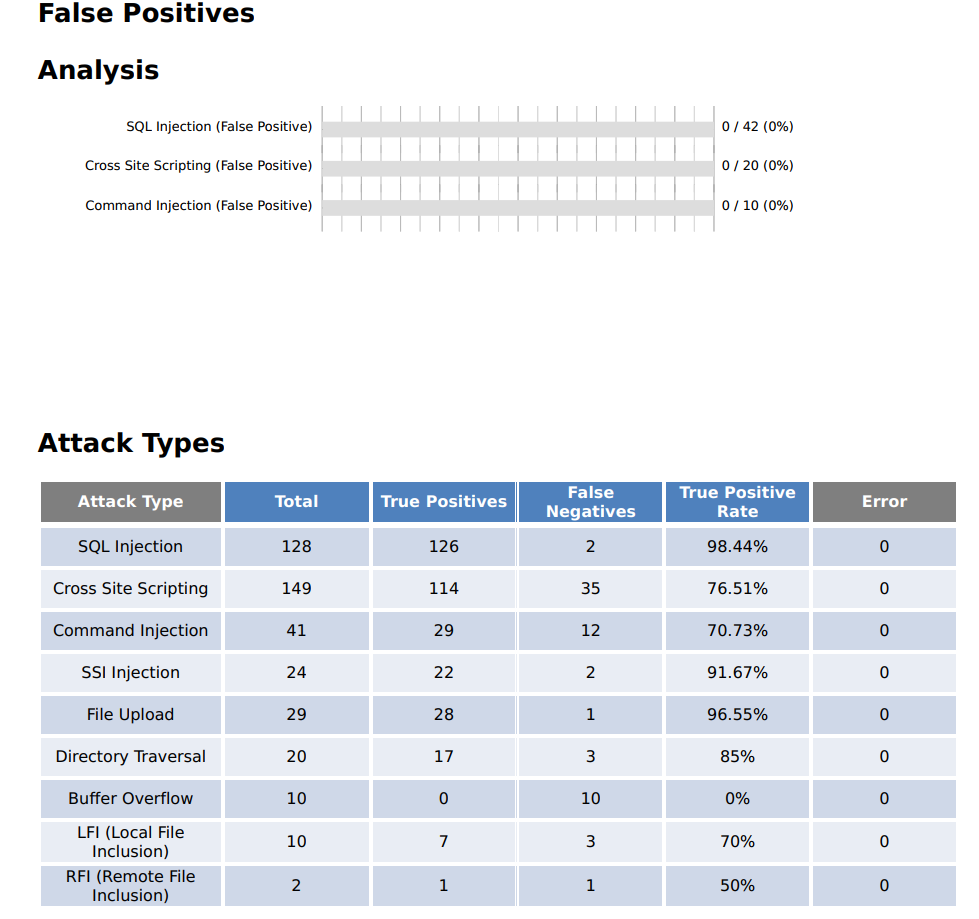 False Positives
Analysis
SQL Injection (False Positive) 0 / 42 (0%)
Cross Site Scripting (False Positive) 0 / 20 (0%)
Command Injection (False Positive) 0 / 10 (0%)
Attack Types
Attack Type Total True Positives False Negatives True Positive Rate Error
SQL Injection 128 126 2 98.44% 0
Cross Site Scripting 149 114 35 76.51% 0
Command Injection 41 29 12 70.73% 0
SSI Injection 24 22 2 91.67% 0
File Upload 29 28 1 96.55% 0
Directory Traversal 20 17 3 85% 0
Buffer Overflow 10 0 10 0% 0
LFI (Local File Inclusion) 10 7 3 70% 0
RFI (Remote File Inclusion) 2 1 1 50% 0